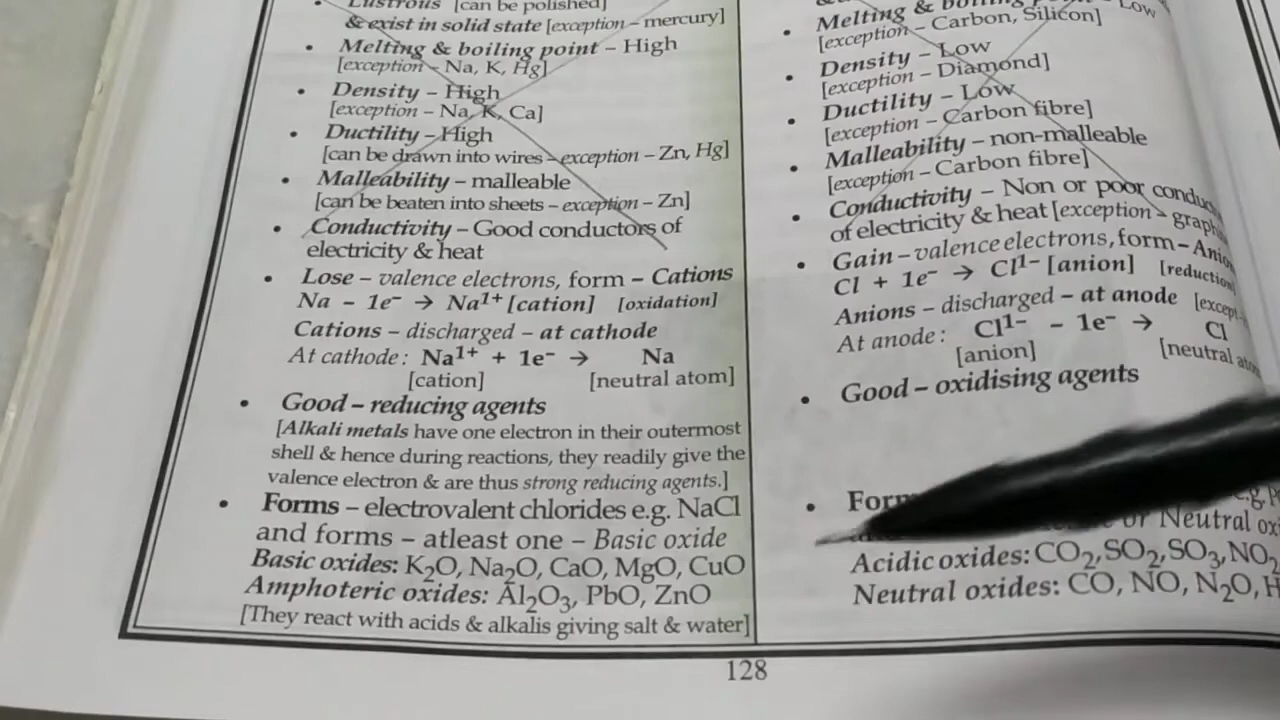 Lustrous [can be polished]
& exist in solid state [exception – mercury]
• Melting & boiling point – High
[exception – Na, K, Hg]
• Density – High
[exception – Na, K, Ca]
• Ductility – High
[can be drawn into wires – exception – Zn, Hg]
• Malleability – malleable
[can be beaten into sheets – exception – Zn]
• Conductivity – Good conductors of
electricity & heat
• Lose – valence electrons, form – Cations
Na – 1e⁻ → Na¹⁺ [cation] [oxidation]
Cations – discharged – at cathode
At cathode : Na¹⁺ + 1e⁻ → Na
[cation] [neutral atom]
• Good – reducing agents
[Alkali metals have one electron in their outermost
shell & hence during reactions, they readily give the
valence electron & are thus strong reducing agents.]
• Forms – electrovalent chlorides e.g. NaCl
and forms – atleast one – Basic oxide
Basic oxides: K₂O, Na₂O, CaO, MgO, CuO
Amphoteric oxides: Al₂O₃, PbO, ZnO
[They react with acids & alkalis giving salt & water]
• Melting & Low
[exception – Carbon, Silicon]
• Density – Low
[exception – Diamond]
• Ductility – Low
[exception – Carbon fibre]
• Malleability – non-malleable
[exception – Carbon fibre]
• Conductivity – Non or poor
of electricity & heat [exception –
• Gain – valence electrons, form –
Cl + 1e⁻ → Cl¹⁻ [anion] [reduction
Anions – discharged – at anode
At anode : Cl¹⁻ – 1e⁻ → Cl
[anion] [neutral
• Good – oxidising agents
•
or Neutral
Acidic oxides: CO₂, SO₂, SO₃, NO₂
Neutral oxides: CO, NO, N₂O,
128